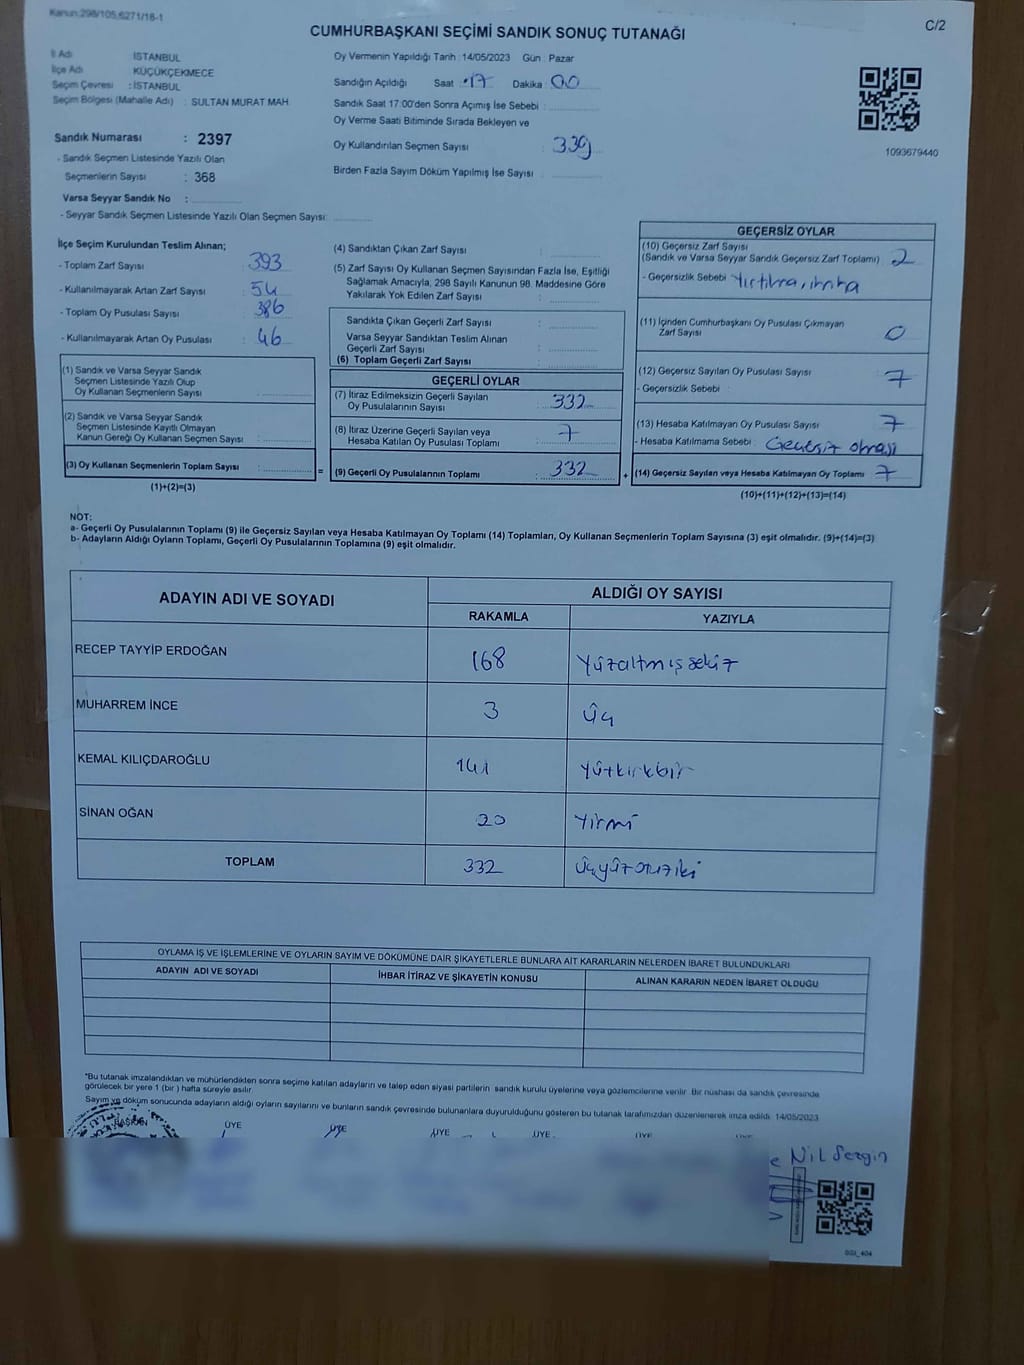 Kanun:298/105,6271/18-1
C/2
CUMHURBAŞKANI SEÇİMİ SANDIK SONUÇ TUTANAĞI
İl Adı : İSTANBUL
İlçe Adı : KÜÇÜKÇEKMECE
Seçim Çevresi : İSTANBUL
Seçim Bölgesi (Mahalle Adı) : SULTAN MURAT MAH.
Sandık Numarası : 2397
- Sandık Seçmen Listesinde Yazılı Olan
Seçmenlerin Sayısı : 368
Varsa Seyyar Sandık No :
- Seyyar Sandık Seçmen Listesinde Yazılı Olan Seçmen Sayısı:
Oy Vermenin Yapıldığı Tarih : 14/05/2023 Gün : Pazar
Sandığın Açıldığı Saat : 17 Dakika : 00
Sandık Saat 17:00'den Sonra Açımış İse Sebebi :
Oy Verme Saati Bitiminde Sırada Bekleyen ve
Oy Kullandırılan Seçmen Sayısı : 339
Birden Fazla Sayım Döküm Yapılmış İse Sayısı :
1093679440
İlçe Seçim Kurulundan Teslim Alınan;
- Toplam Zarf Sayısı : 393
- Kullanılmayarak Artan Zarf Sayısı : 54
- Toplam Oy Pusulası Sayısı : 386
- Kullanılmayarak Artan Oy Pusulası : 46
(1) Sandık ve Varsa Seyyar Sandık
Seçmen Listesinde Yazılı Olup
Oy Kullanan Seçmenlerin Sayısı :
(2) Sandık ve Varsa Seyyar Sandık
Seçmen Listesinde Kayıtlı Olmayan
Kanun Gereği Oy Kullanan Seçmen Sayısı :
(3) Oy Kullanan Seçmenlerin Toplam Sayısı :
(1)+(2)=(3)
(4) Sandıktan Çıkan Zarf Sayısı :
(5) Zarf Sayısı Oy Kullanan Seçmen Sayısından Fazla İse, Eşitliği
Sağlamak Amacıyla, 298 Sayılı Kanunun 98. Maddesine Göre
Yakılarak Yok Edilen Zarf Sayısı :
Sandıkta Çıkan Geçerli Zarf Sayısı :
Varsa Seyyar Sandıktan Teslim Alınan
Geçerli Zarf Sayısı :
(6) Toplam Geçerli Zarf Sayısı :
GEÇERLİ OYLAR
(7) İtiraz Edilmeksizin Geçerli Sayılan
Oy Pusulalarının Sayısı : 332
(8) İtiraz Üzerine Geçerli Sayılan veya
Hesaba Katılan Oy Pusulası Toplamı : 7
= (9) Geçerli Oy Pusulalarının Toplamı : 332 +
GEÇERSİZ OYLAR
(10) Geçersiz Zarf Sayısı
(Sandık ve Varsa Seyyar Sandık Geçersiz Zarf Toplamı) : 2
- Geçersizlik Sebebi : Yırtılma, imha
(11) İçinden Cumhurbaşkanı Oy Pusulası Çıkmayan
Zarf Sayısı : 0
(12) Geçersiz Sayılan Oy Pusulası Sayısı : 7
- Geçersizlik Sebebi :
(13) Hesaba Katılmayan Oy Pusulası Sayısı : 7
- Hesaba Katılmama Sebebi : Geçersiz olması
(14) Geçersiz Sayılan veya Hesaba Katılmayan Oy Toplamı : 7
(10)+(11)+(12)+(13)=(14)
NOT:
a- Geçerli Oy Pusulalarının Toplamı (9) ile Geçersiz Sayılan veya Hesaba Katılmayan Oy Toplamı (14) Toplamları, Oy Kullanan Seçmenlerin Toplam Sayısına (3) eşit olmalıdır. (9)+(14)=(3)
b- Adayların Aldığı Oyların Toplamı, Geçerli Oy Pusulalarının Toplamına (9) eşit olmalıdır.
ADAYIN ADI VE SOYADI
ALDIĞI OY SAYISI
RAKAMLA YAZIYLA
RECEP TAYYİP ERDOĞAN 168 Yüzaltmışsekiz
MUHARREM İNCE 3 Üç
KEMAL KILIÇDAROĞLU 141 Yüzkırkbir
SİNAN OĞAN 20 Yirmi
TOPLAM 332 Üçyüzotuziki
OYLAMA İŞ VE İŞLEMLERİNE VE OYLARIN SAYIM VE DÖKÜMÜNE DAİR ŞİKAYETLERLE BUNLARA AİT KARARLARIN NELERDEN İBARET BULUNDUKLARI
ADAYIN ADI VE SOYADI İHBAR İTİRAZ VE ŞİKAYETİN KONUSU ALINAN KARARIN NEDEN İBARET OLDUĞU
"Bu tutanak imzalandıktan ve mühürlendikten sonra seçime katılan adayların ve talep eden siyasi partilerin sandık kurulu üyelerine veya gözlemcilerine verilir. Bir nüshası da sandık çevresinde
görülecek bir yere 1 (bir) hafta süreyle asılır.
Sayım ve döküm sonucunda adayların aldığı oyların sayılarını ve bunların sandık çevresinde bulunanlara duyurulduğunu gösteren bu tutanak tarafımızdan düzenlenerek imza edildi. 14/05/2023
BAŞKAN ÜYE ÜYE ÜYE ÜYE ÜYE
Nil Sezgin